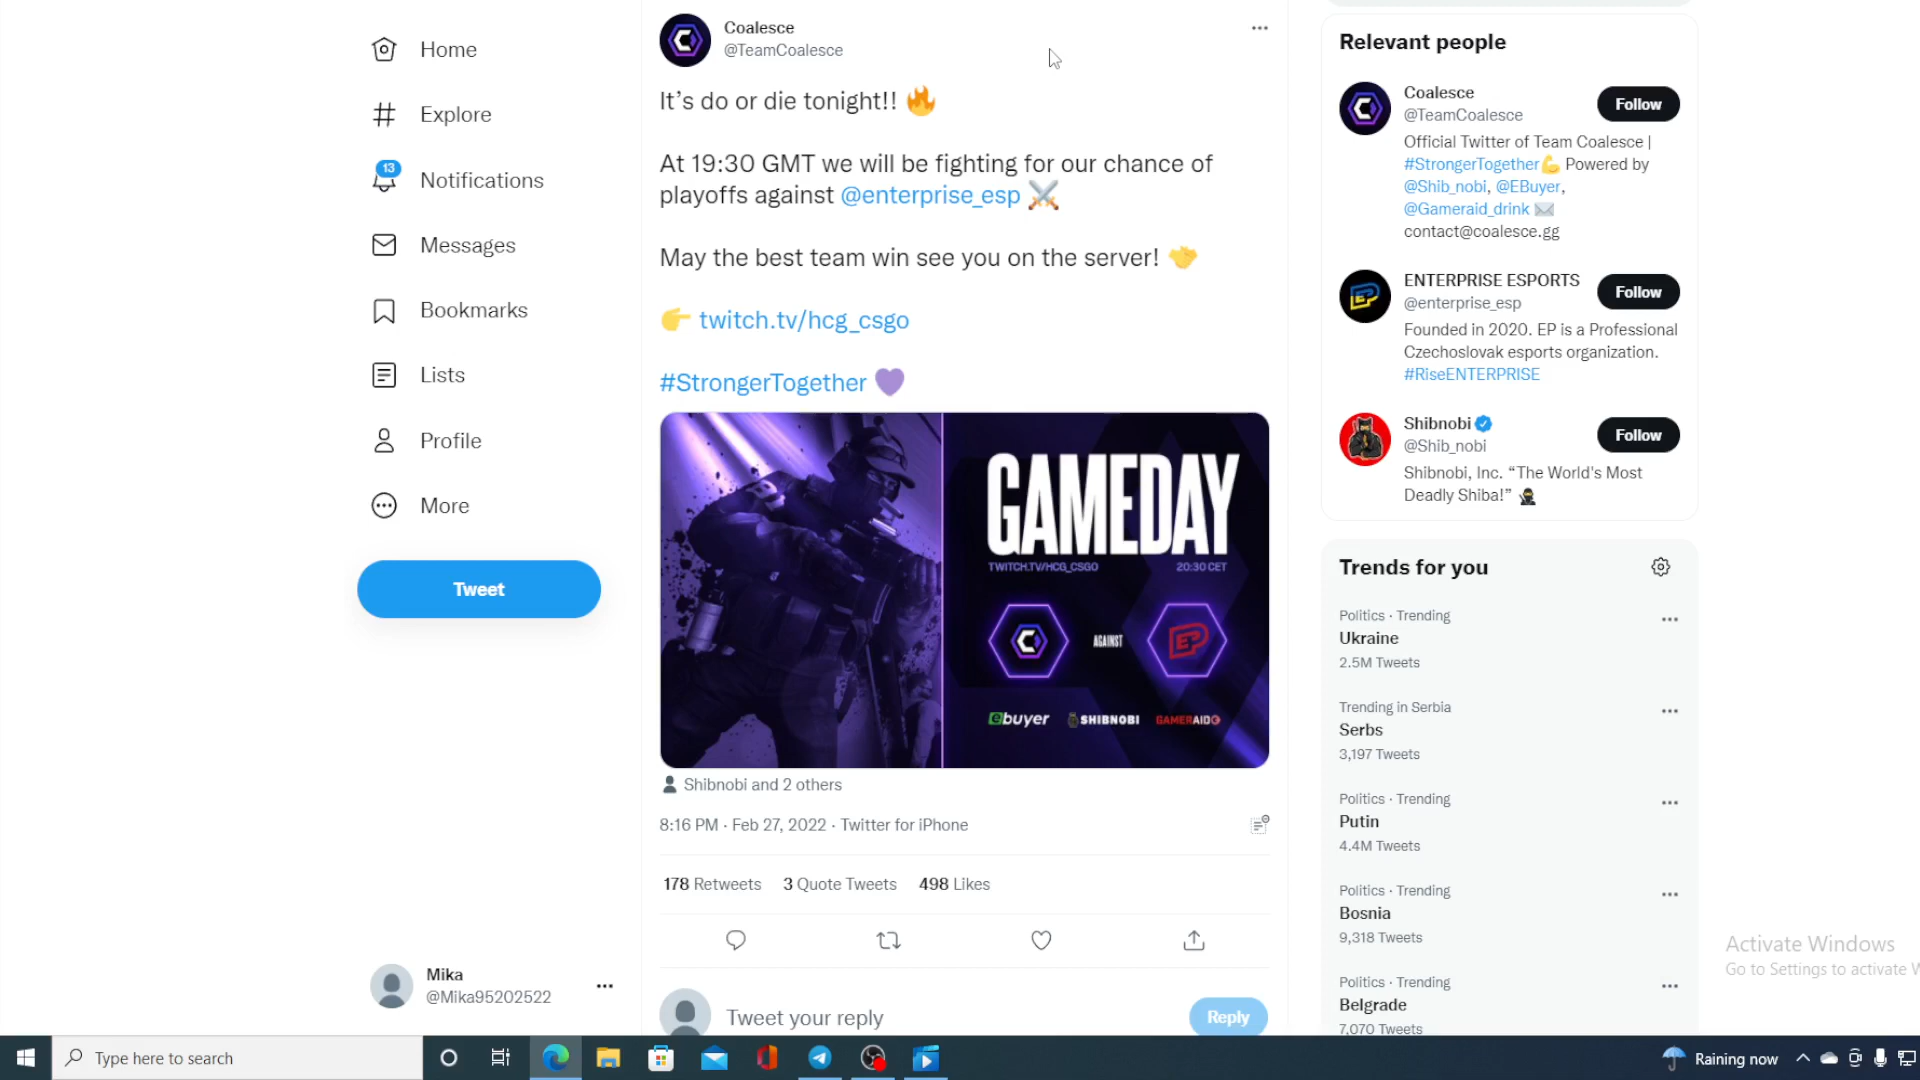 Home
Explore
13
Notifications
Messages
Bookmarks
Lists
Profile
More
Tweet
Mika
@Mika95202522
Coalesce
@TeamCoalesce
It's do or die tonight!! 🔥
At 19:30 GMT we will be fighting for our chance of
playoffs against @enterprise_esp ⚔️
May the best team win see you on the server! 🤝
👉 twitch.tv/hcg_csgo
#StrongerTogether 💜
GAMEDAY
TWITCH.TV/HCG_CSGO 20:30 CET
AGAINST
EP
ebuyer SHIBNOBI GAMERAID
Shibnobi and 2 others
8:16 PM · Feb 27, 2022 · Twitter for iPhone
178 Retweets 3 Quote Tweets 498 Likes
Tweet your reply
Reply
Relevant people
Coalesce
@TeamCoalesce
Follow
Official Twitter of Team Coalesce |
#StrongerTogether💪 Powered by
@Shib_nobi, @EBuyer,
@Gameraid_drink ✉️
contact@coalesce.gg
ENTERPRISE ESPORTS
@enterprise_esp
Follow
Founded in 2020. EP is a Professional
Czechoslovak esports organization.
#RiseENTERPRISE
Shibnobi
@Shib_nobi
Follow
Shibnobi, Inc. “The World's Most
Deadly Shiba!” 🥷
Trends for you
Politics · Trending
Ukraine
2.5M Tweets
Trending in Serbia
Serbs
3,197 Tweets
Politics · Trending
Putin
4.4M Tweets
Politics · Trending
Bosnia
9,318 Tweets
Politics · Trending
Belgrade
7,070 Tweets
Activate Windows
Go to Settings to activate W
Type here to search
Raining now